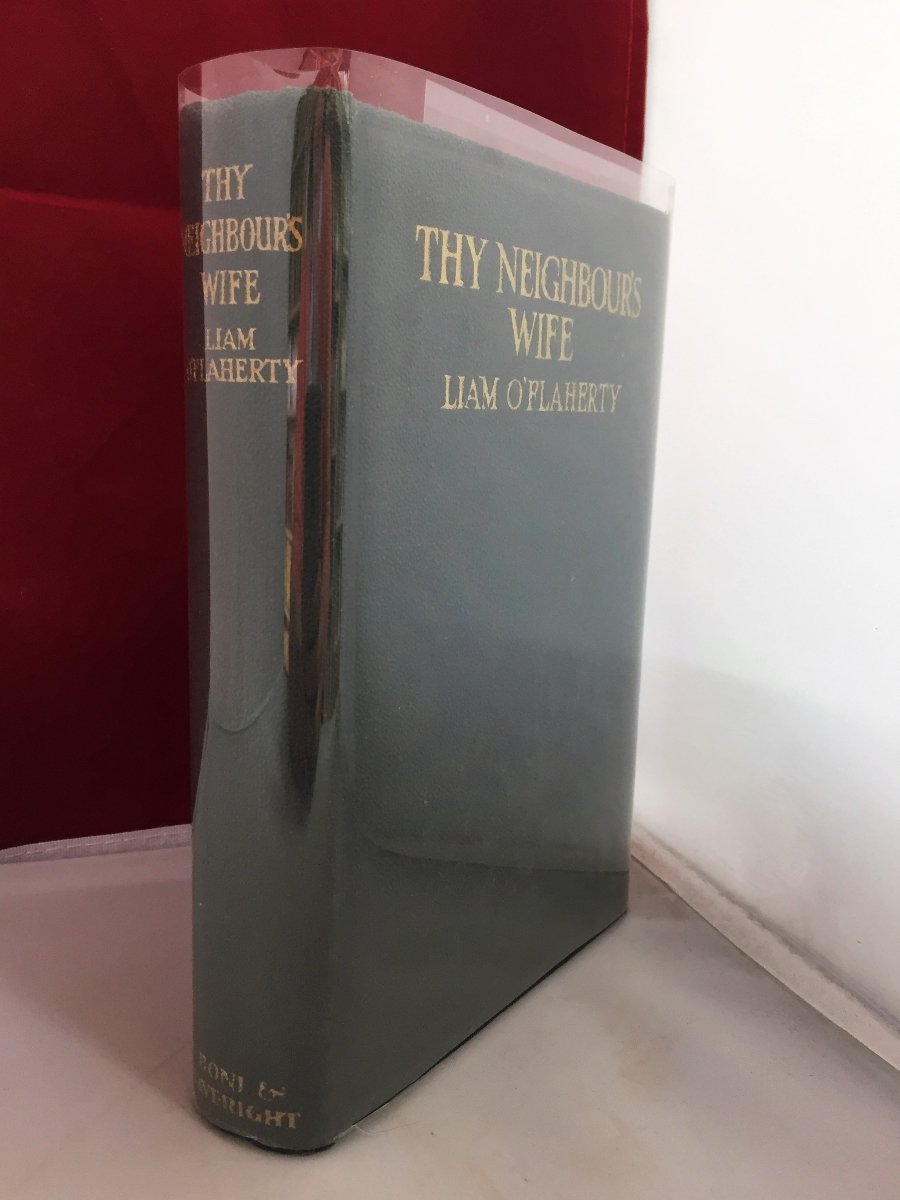 THY
NEIGHBOUR'S
WIFE
LIAM
O'FLAHERTY
BONI &
LIVERIGHT
THY NEIGHBOUR'S
WIFE
LIAM O'FLAHERTY